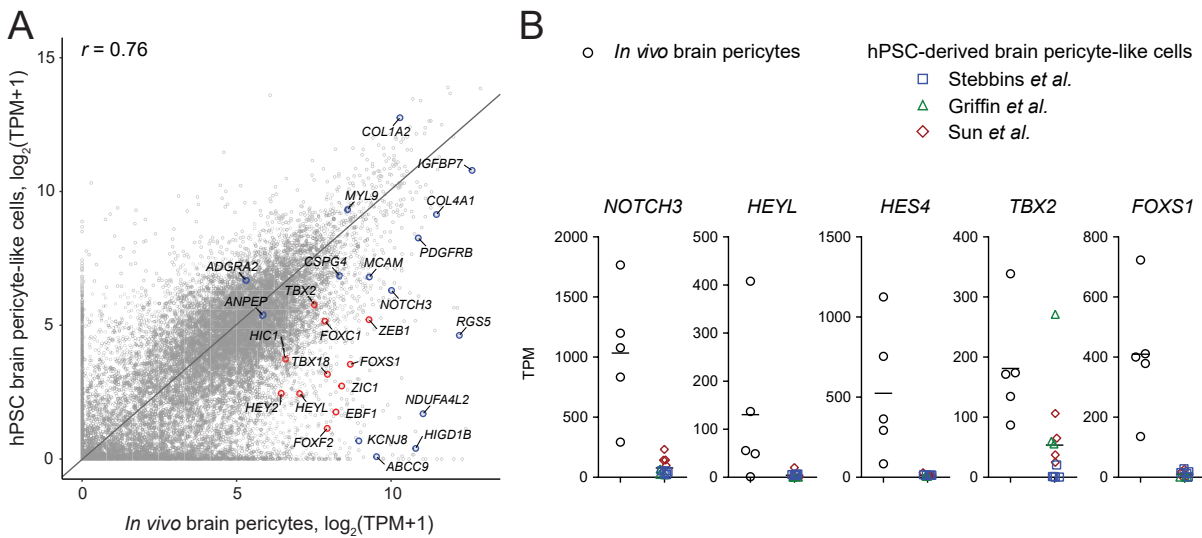 A
r = 0.76
hPSC brain pericyte-like cells, log2(TPM+1)
15
10
5
0
0
5
10
In vivo brain pericytes, log2(TPM+1)
COL1A2
IGFBP7
MYL9
COL4A1
PDGFRB
ADGRA2
CSPG4
MCAM
TBX2
NOTCH3
ANPEP
FOXC1
ZEB1
RGS5
HIC1
TBX18
FOXS1
ZIC1
NDUFA4L2
HEY2
HEYL
EBF1
FOXF2
KCNJ8
HIGD1B
ABCC9
B
In vivo brain pericytes
hPSC-derived brain pericyte-like cells
Stebbins et al.
Griffin et al.
Sun et al.
TPM
NOTCH3
2000
1500
1000
500
0
HEYL
500
400
300
200
100
0
HES4
1500
1000
500
0
TBX2
400
300
200
100
0
FOXS1
800
600
400
200
0